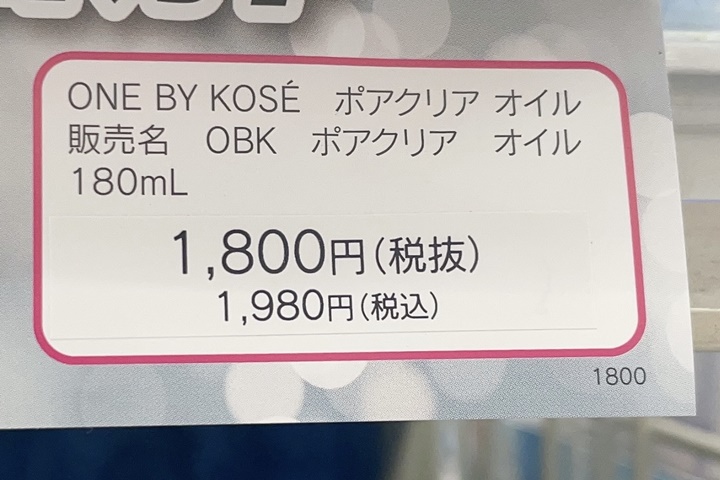 ONE BY KOSÉ ポアクリア オイル
販売名 OBK ポアクリア オイル
180mL
1,800円(税抜)
1,980円(税込)
1800